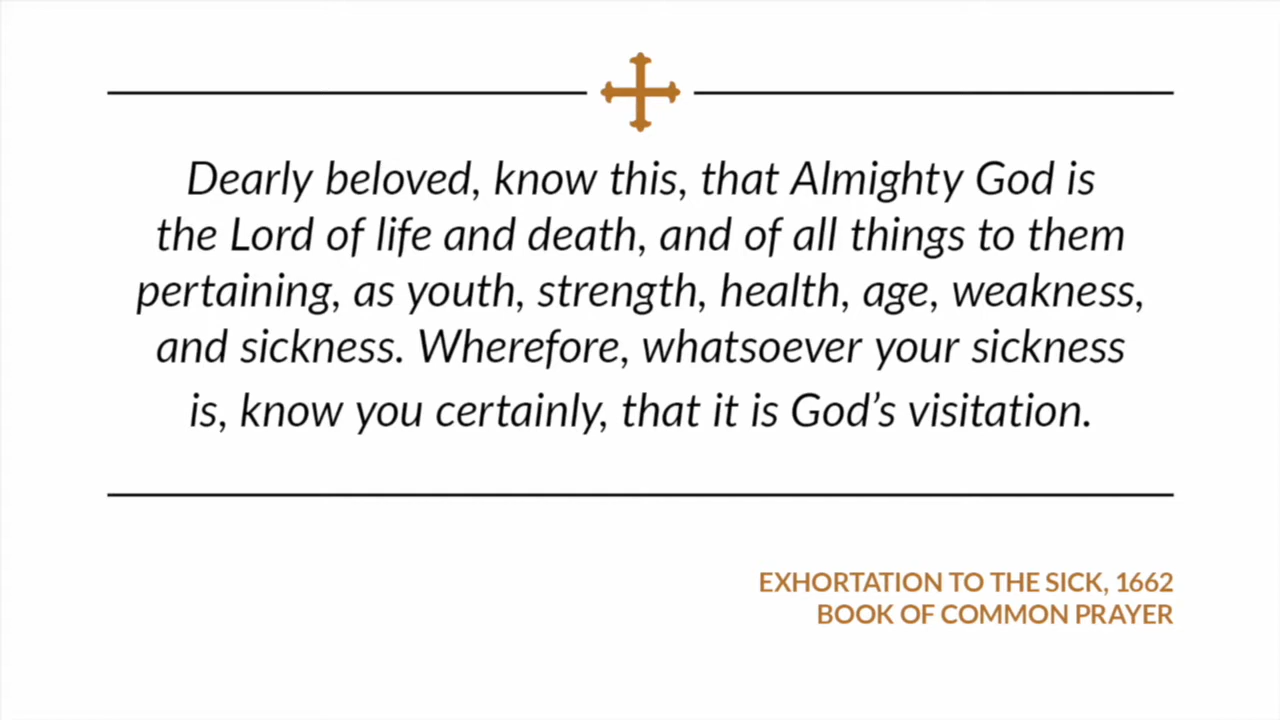 Dearly beloved, know this, that Almighty God is
the Lord of life and death, and of all things to them
pertaining, as youth, strength, health, age, weakness,
and sickness. Wherefore, whatsoever your sickness
is, know you certainly, that it is God’s visitation.
EXHORTATION TO THE SICK, 1662
BOOK OF COMMON PRAYER